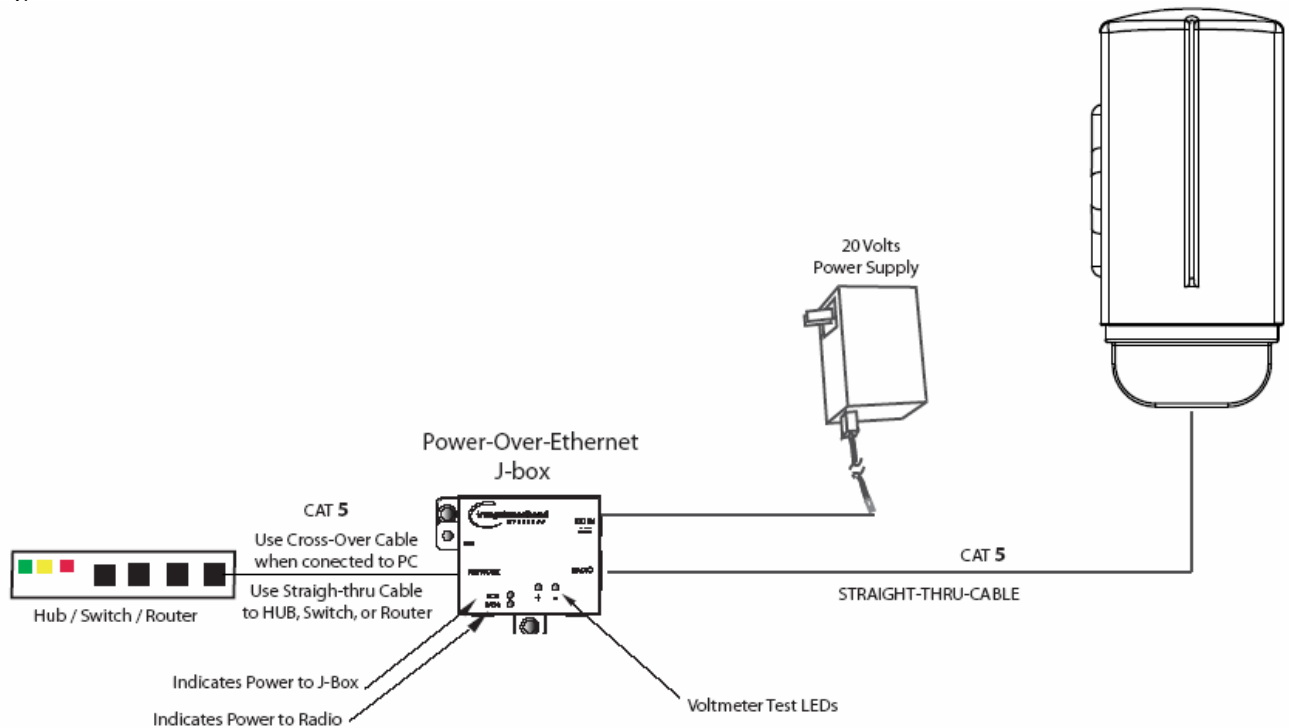 20 Volts
Power Supply
Power-Over-Ethernet
J-box
CAT 5
Use Cross-Over Cable
when conected to PC
Use Straigh-thru Cable
to HUB, Switch, or Router
CAT 5
STRAIGHT-THRU-CABLE
Hub / Switch / Router
RADIO
+ -
Indicates Power to J-Box
Indicates Power to Radio
Voltmeter Test LEDs